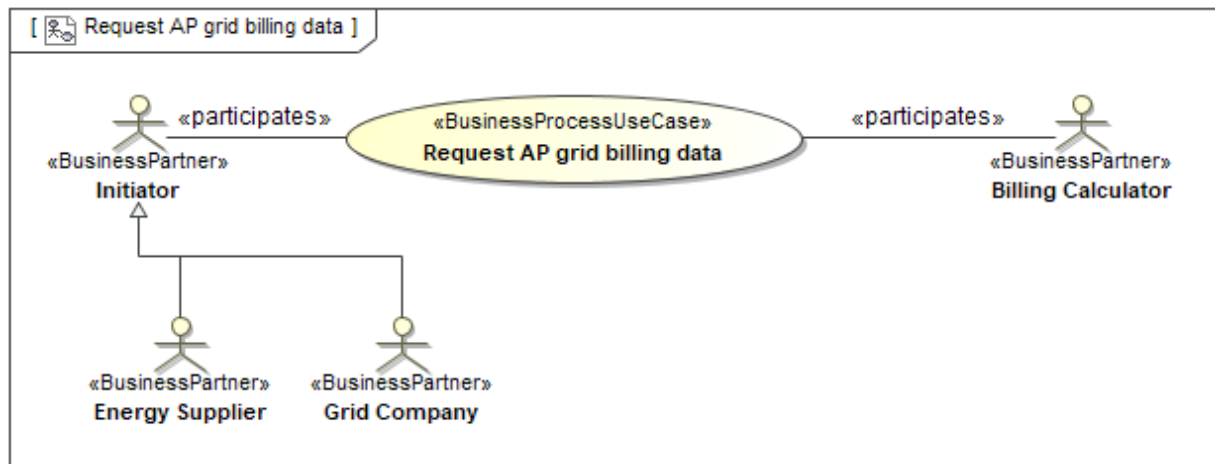 [ Request AP grid billing data ]
«participates»
«BusinessProcessUseCase»
Request AP grid billing data
«participates»
«BusinessPartner»
Initiator
«BusinessPartner»
Billing Calculator
«BusinessPartner»
Energy Supplier
«BusinessPartner»
Grid Company